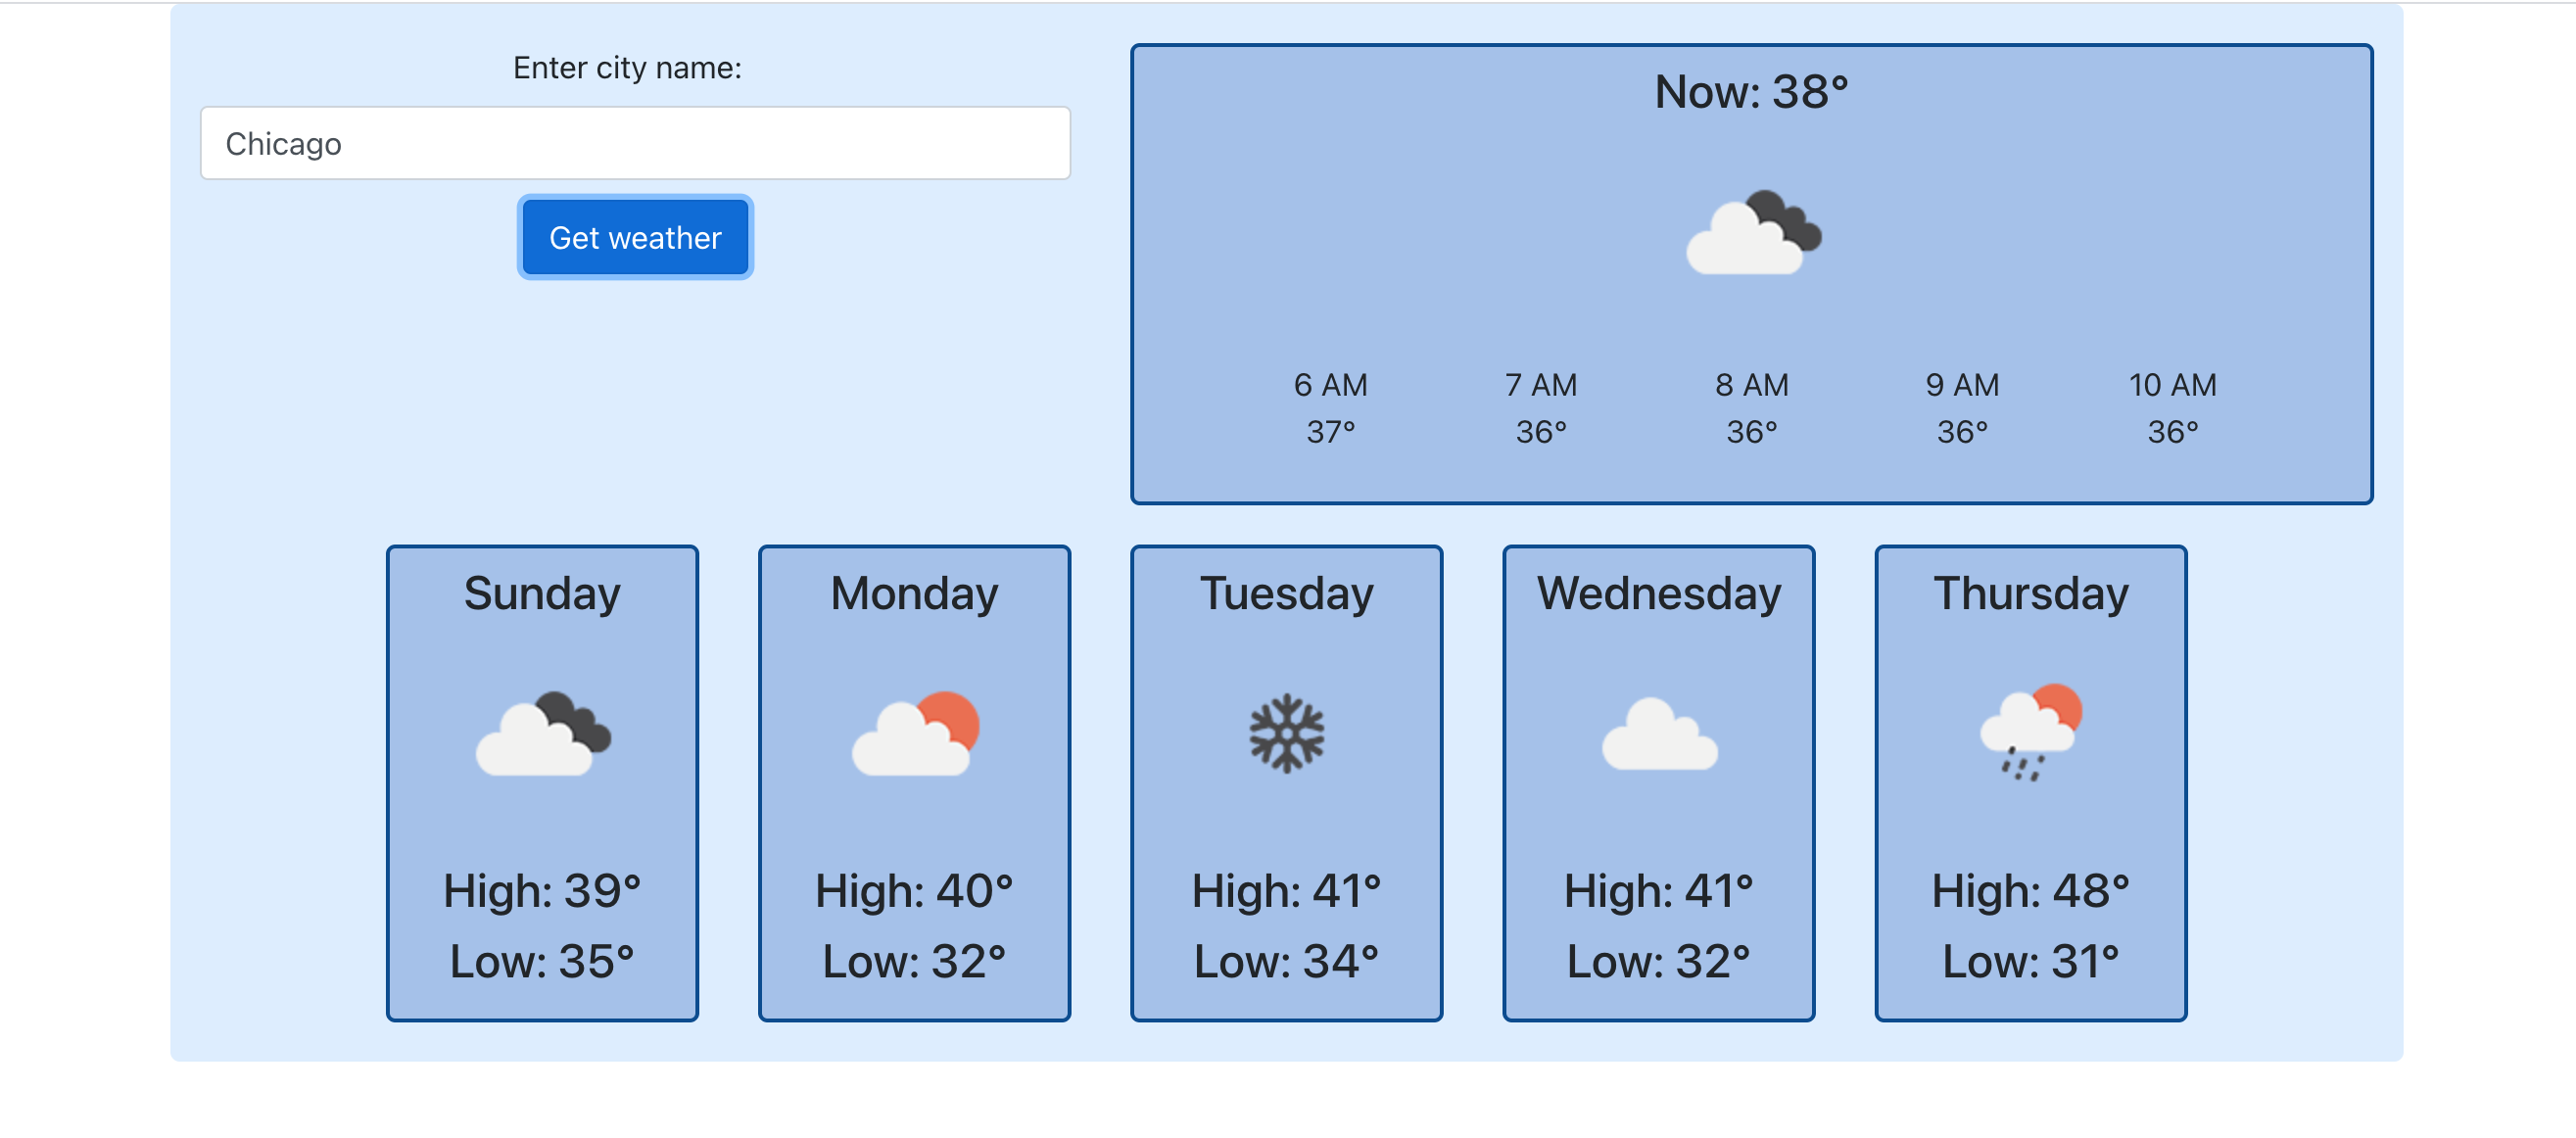 Enter city name:
Chicago
Get weather
Now: 38°
6 AM 7 AM 8 AM 9 AM 10 AM
37° 36° 36° 36° 36°
Sunday Monday Tuesday Wednesday Thursday
High: 39° High: 40° High: 41° High: 41° High: 48°
Low: 35° Low: 32° Low: 34° Low: 32° Low: 31°